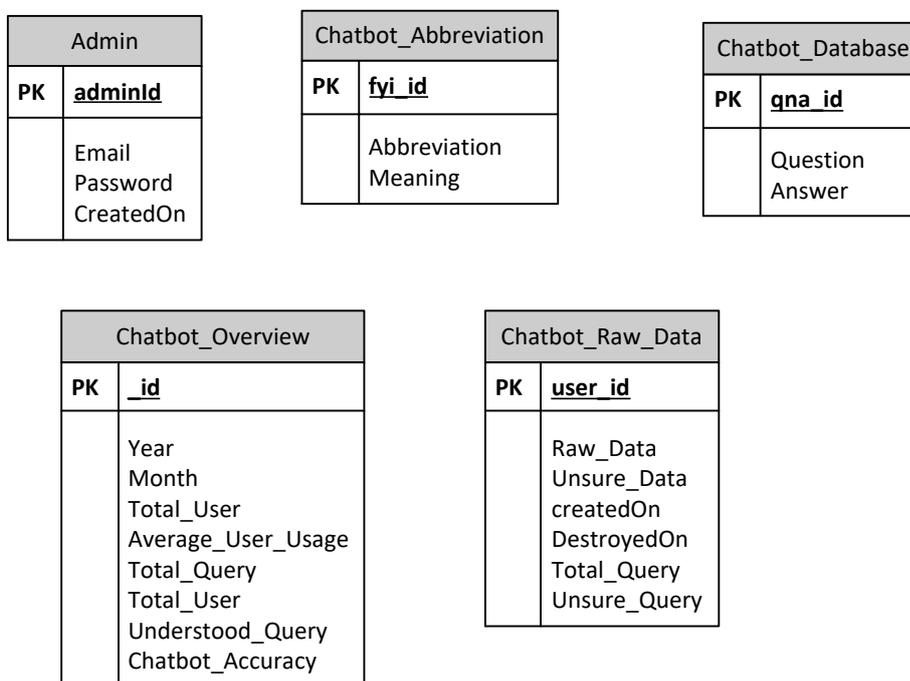 Admin
PK adminId
Email
Password
CreatedOn
Chatbot_Abbreviation
PK fyi_id
Abbreviation
Meaning
Chatbot_Database
PK qna_id
Question
Answer
Chatbot_Overview
PK _id
Year
Month
Total_User
Average_User_Usage
Total_Query
Total_User
Understood_Query
Chatbot_Accuracy
Chatbot_Raw_Data
PK user_id
Raw_Data
Unsure_Data
createdOn
DestroyedOn
Total_Query
Unsure_Query